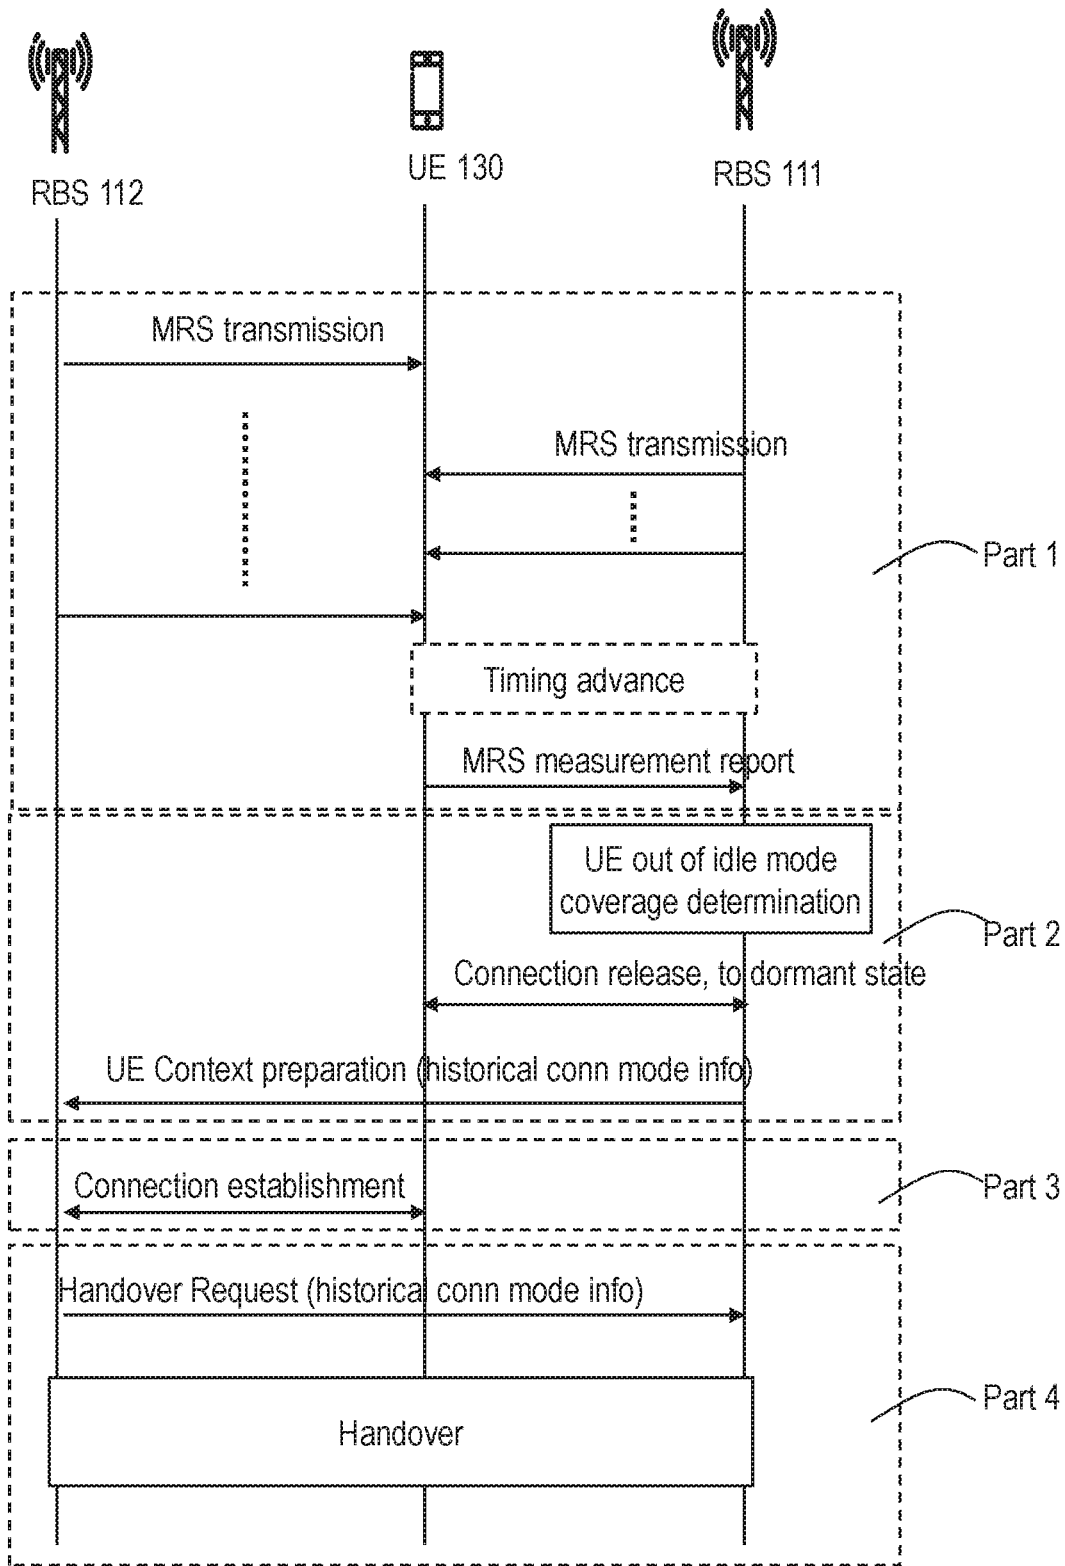 RBS 112
UE 130
RBS 111
MRS transmission
MRS transmission
Part 1
Timing advance
MRS measurement report
UE out of idle mode
coverage determination
Part 2
Connection release, to dormant state
UE Context preparation (historical conn mode info)
Connection establishment
Part 3
Handover Request (historical conn mode info)
Part 4
Handover